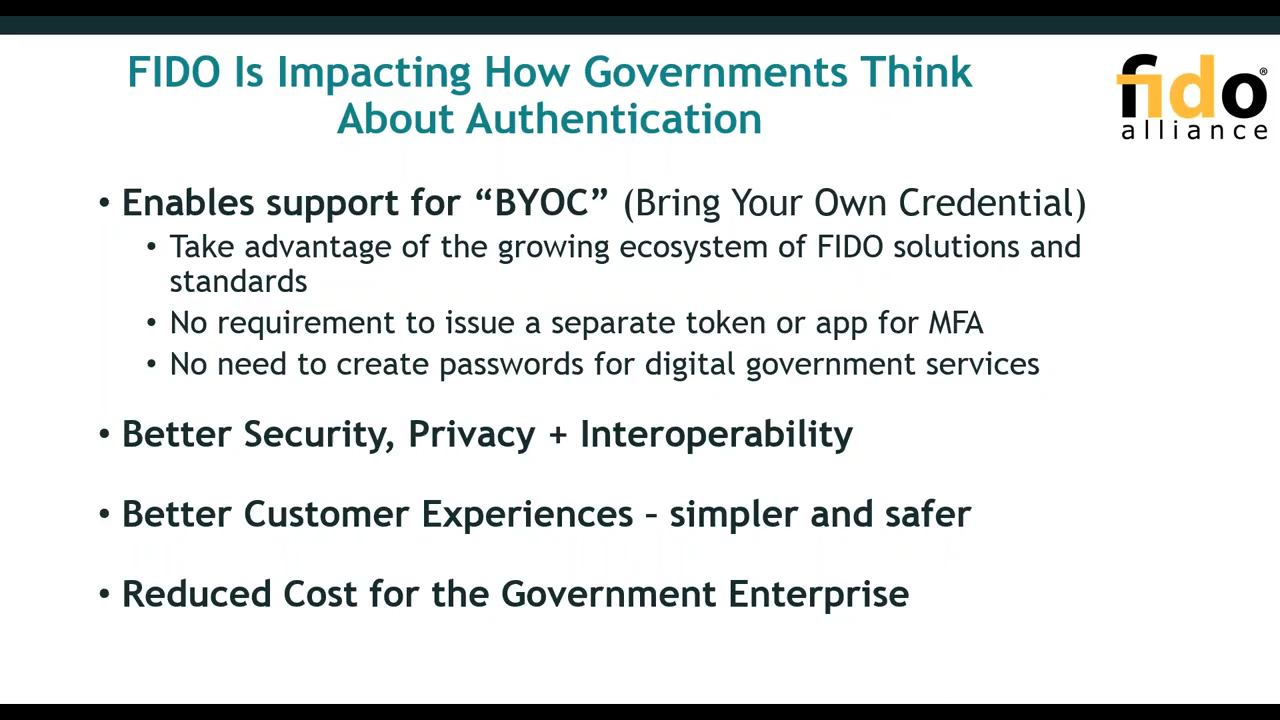 FIDO Is Impacting How Governments Think
About Authentication
fido®
alliance
• Enables support for “BYOC” (Bring Your Own Credential)
• Take advantage of the growing ecosystem of FIDO solutions and
standards
• No requirement to issue a separate token or app for MFA
• No need to create passwords for digital government services
• Better Security, Privacy + Interoperability
• Better Customer Experiences – simpler and safer
• Reduced Cost for the Government Enterprise